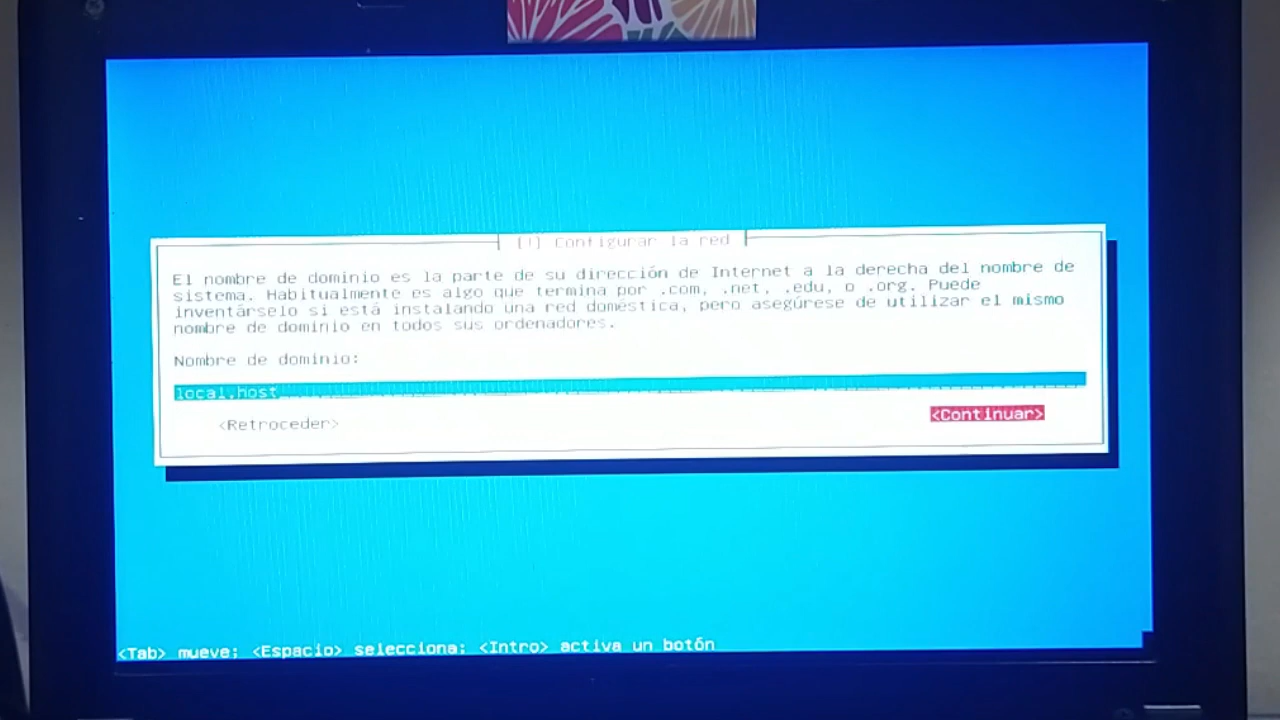 [!] Configurar la red
El nombre de dominio es la parte de su dirección de Internet a la derecha del nombre de
sistema. Habitualmente es algo que termina por .com, .net, .edu, o .org. Puede
inventárselo si está instalando una red doméstica, pero asegúrese de utilizar el mismo
nombre de dominio en todos sus ordenadores.
Nombre de dominio:
local.host
<Retroceder> <Continuar>
<Tab> mueve; <Espacio> selecciona; <Intro> activa un botón